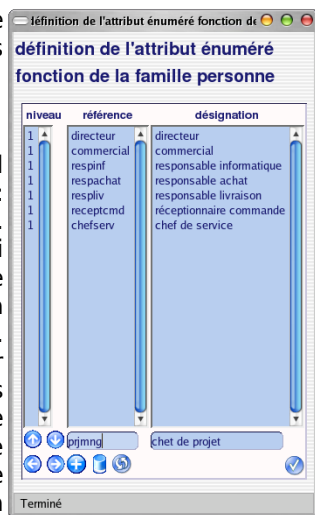 définition de l'attribut énuméré fonction de
définition de l'attribut énuméré
fonction de la famille personne
niveau référence désignation
1 directeur directeur
1 commercial commercial
1 respinf responsable informatique
1 respachat responsable achat
1 respliv responsable livraison
1 receptcmd réceptionnaire commande
1 chefserv chef de service
prjmng chet de projet
Terminé